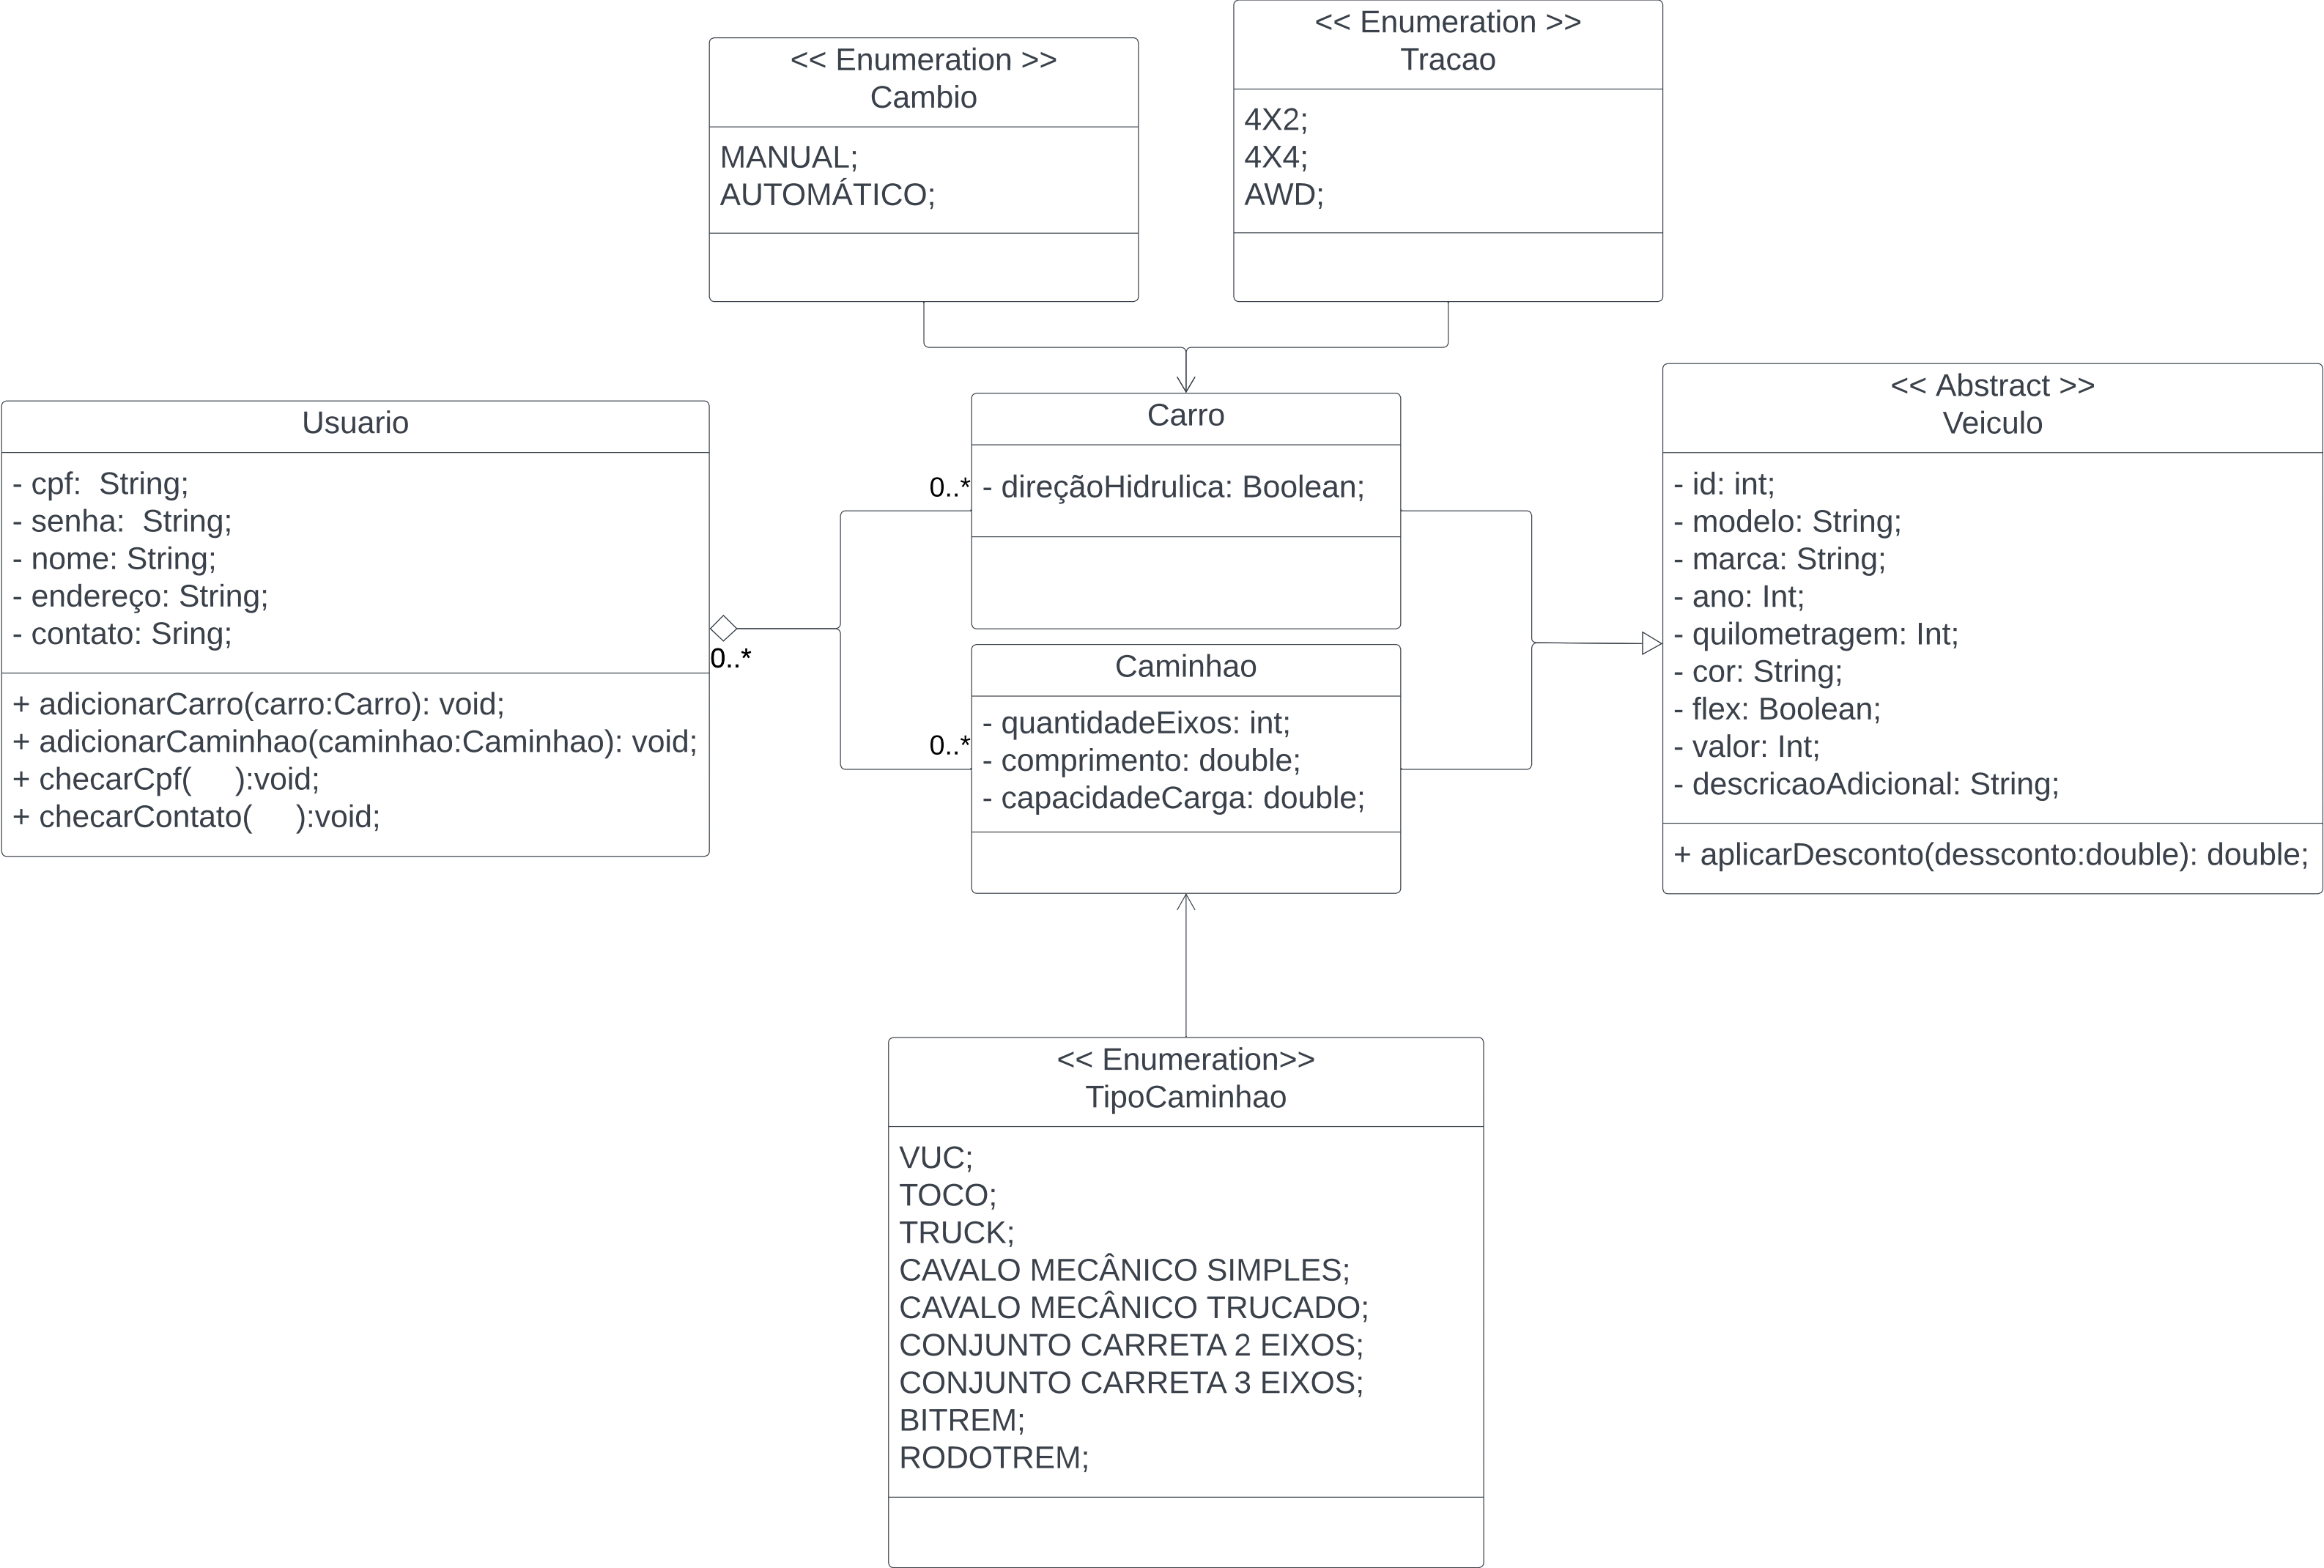 << Enumeration >>
Cambio
MANUAL;
AUTOMÁTICO;
<< Enumeration >>
Tracao
4X2;
4X4;
AWD;
Usuario
- cpf:  String;
- senha:  String;
- nome: String;
- endereço: String;
- contato: Sring;
+ adicionarCarro(carro:Carro): void;
+ adicionarCaminhao(caminhao:Caminhao): void;
+ checarCpf(     ):void;
+ checarContato(     ):void;
0..*
0..*
0..*
Carro
- direçãoHidrulica: Boolean;
Caminhao
- quantidadeEixos: int;
- comprimento: double;
- capacidadeCarga: double;
<< Abstract >>
Veiculo
- id: int;
- modelo: String;
- marca: String;
- ano: Int;
- quilometragem: Int;
- cor: String;
- flex: Boolean;
- valor: Int;
- descricaoAdicional: String;
+ aplicarDesconto(dessconto:double): double;
<< Enumeration>>
TipoCaminhao
VUC;
TOCO;
TRUCK;
CAVALO MECÂNICO SIMPLES;
CAVALO MECÂNICO TRUCADO;
CONJUNTO CARRETA 2 EIXOS;
CONJUNTO CARRETA 3 EIXOS;
BITREM;
RODOTREM;